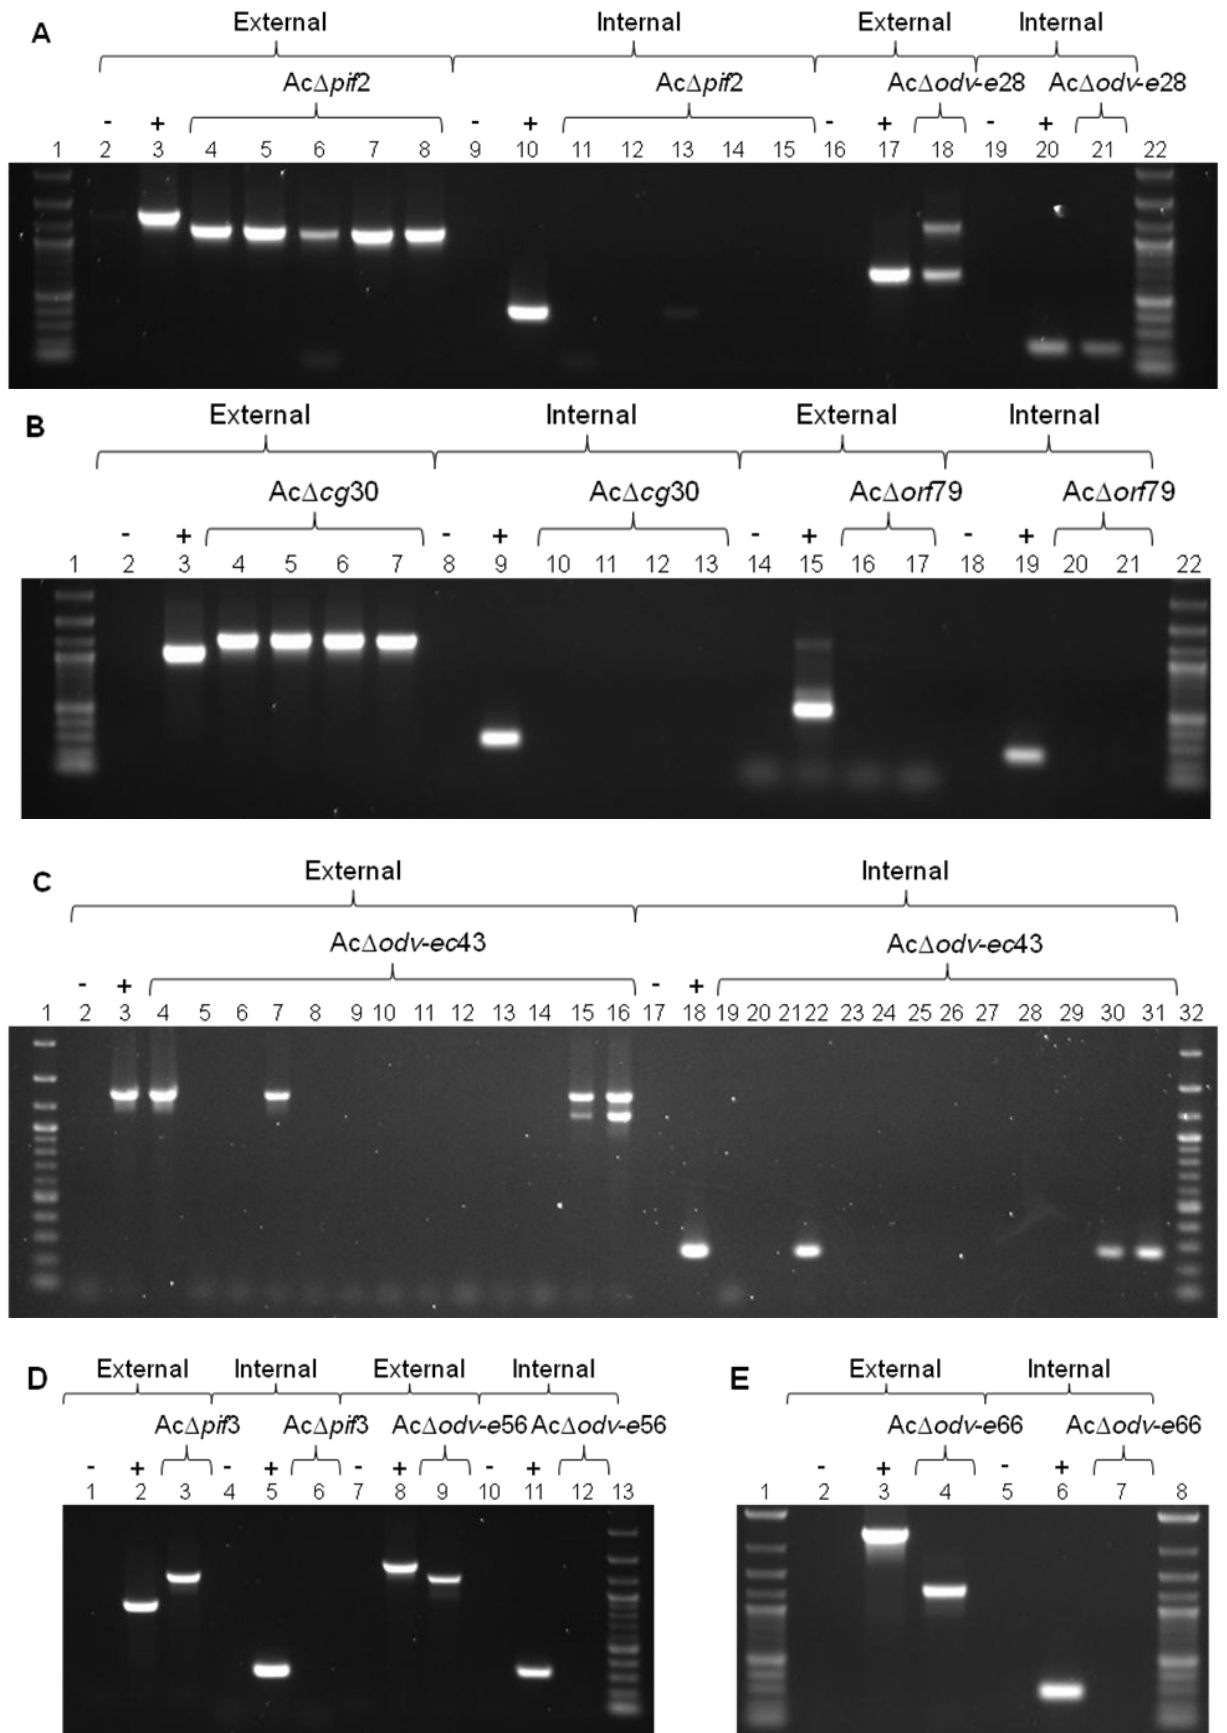 A
External Internal External Internal
AcΔpif2 AcΔpif2 AcΔodv-e28 AcΔodv-e28
- + - + - + - +
1 2 3 4 5 6 7 8 9 10 11 12 13 14 15 16 17 18 19 20 21 22
B
External Internal External Internal
AcΔcg30 AcΔcg30 AcΔorf79 AcΔorf79
- + - + - + - +
1 2 3 4 5 6 7 8 9 10 11 12 13 14 15 16 17 18 19 20 21 22
C
External Internal
AcΔodv-ec43 AcΔodv-ec43
- + - +
1 2 3 4 5 6 7 8 9 10 11 12 13 14 15 16 17 18 19 20 21 22 23 24 25 26 27 28 29 30 31 32
D
External Internal External Internal
AcΔpif3 AcΔpif3 AcΔodv-e56 AcΔodv-e56
- + - + - + - +
1 2 3 4 5 6 7 8 9 10 11 12 13
E
External Internal
AcΔodv-e66 AcΔodv-e66
- + - +
1 2 3 4 5 6 7 8